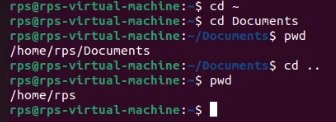 rps@rps-virtual-machine:~$ cd ~
rps@rps-virtual-machine:~$ cd Documents
rps@rps-virtual-machine:~/Documents$ pwd
/home/rps/Documents
rps@rps-virtual-machine:~/Documents$ cd ..
rps@rps-virtual-machine:~$ pwd
/home/rps
rps@rps-virtual-machine:~$